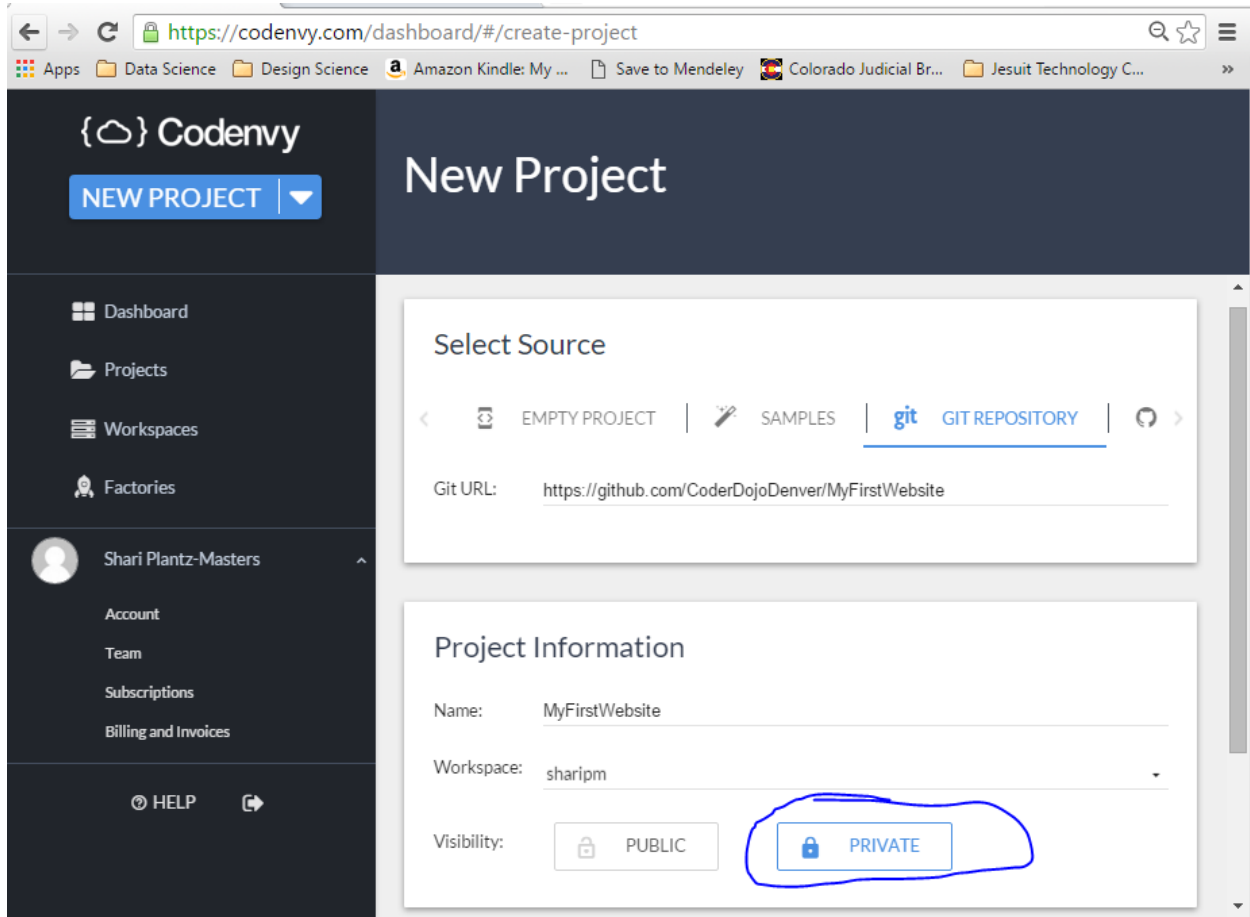 https://codenvy.com/dashboard/#/create-project
Apps Data Science Design Science Amazon Kindle: My ... Save to Mendeley Colorado Judicial Br... Jesuit Technology C... »
{ } Codenvy
NEW PROJECT
New Project
Dashboard
Projects
Workspaces
Factories
Shari Plantz-Masters
Account
Team
Subscriptions
Billing and Invoices
HELP
Select Source
EMPTY PROJECT SAMPLES git GIT REPOSITORY
Git URL: https://github.com/CoderDojoDenver/MyFirstWebsite
Project Information
Name: MyFirstWebsite
Workspace: sharipm
Visibility: PUBLIC PRIVATE